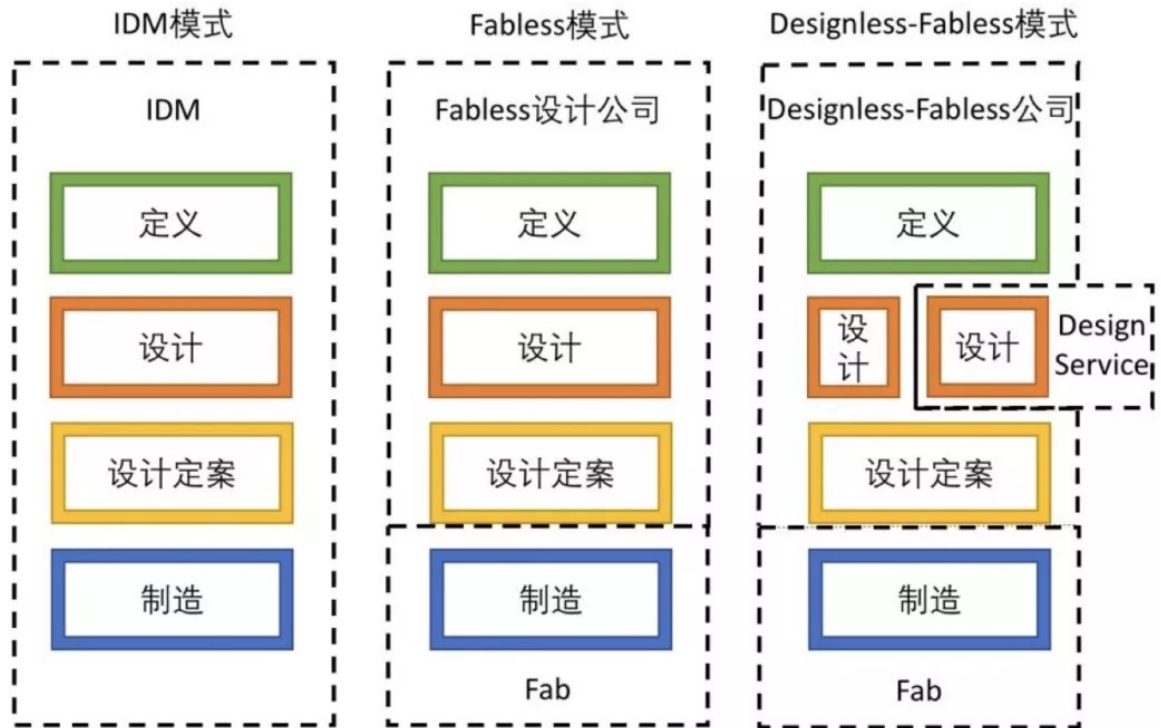 IDM模式
Fabless模式
Designless-Fabless模式
IDM
Fabless设计公司
Designless-Fabless公司
定义
定义
定义
设计
设计
设
计
设计
Design
Service
设计定案
设计定案
设计定案
制造
制造
制造
Fab
Fab